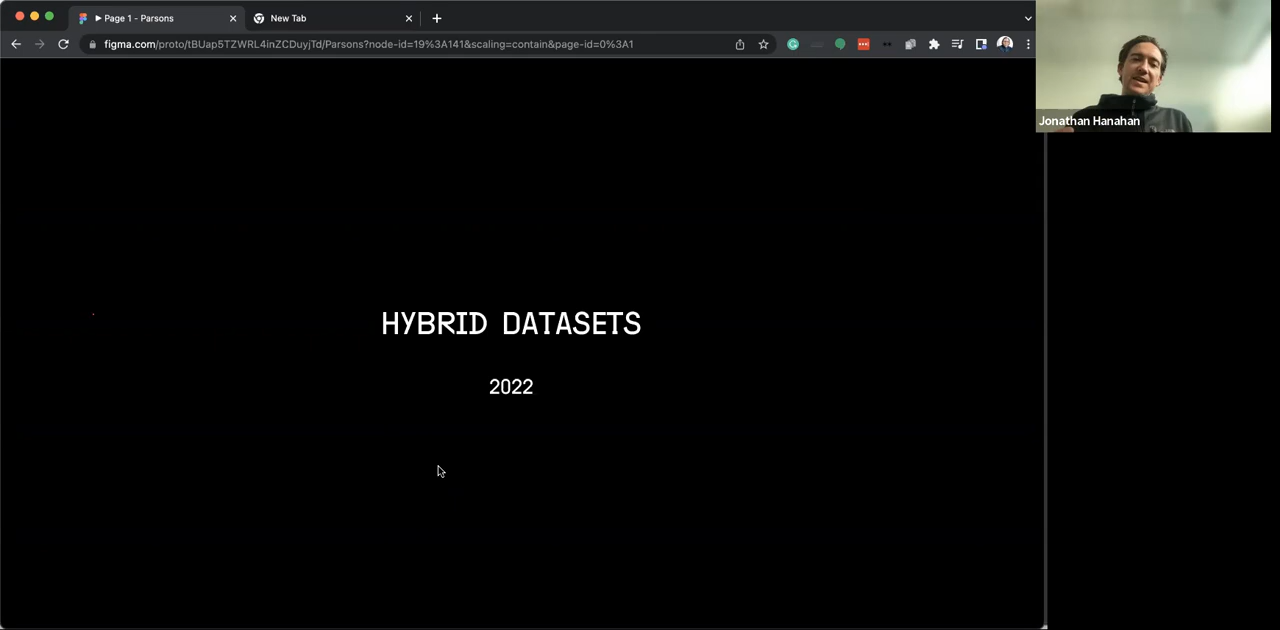 Page 1 - Parsons
New Tab
figma.com/proto/tBUap5TZWRL4inZCDuyjTd/Parsons?node-id=19%3A141&scaling=contain&page-id=0%3A1
Jonathan Hanahan
HYBRID DATASETS
2022